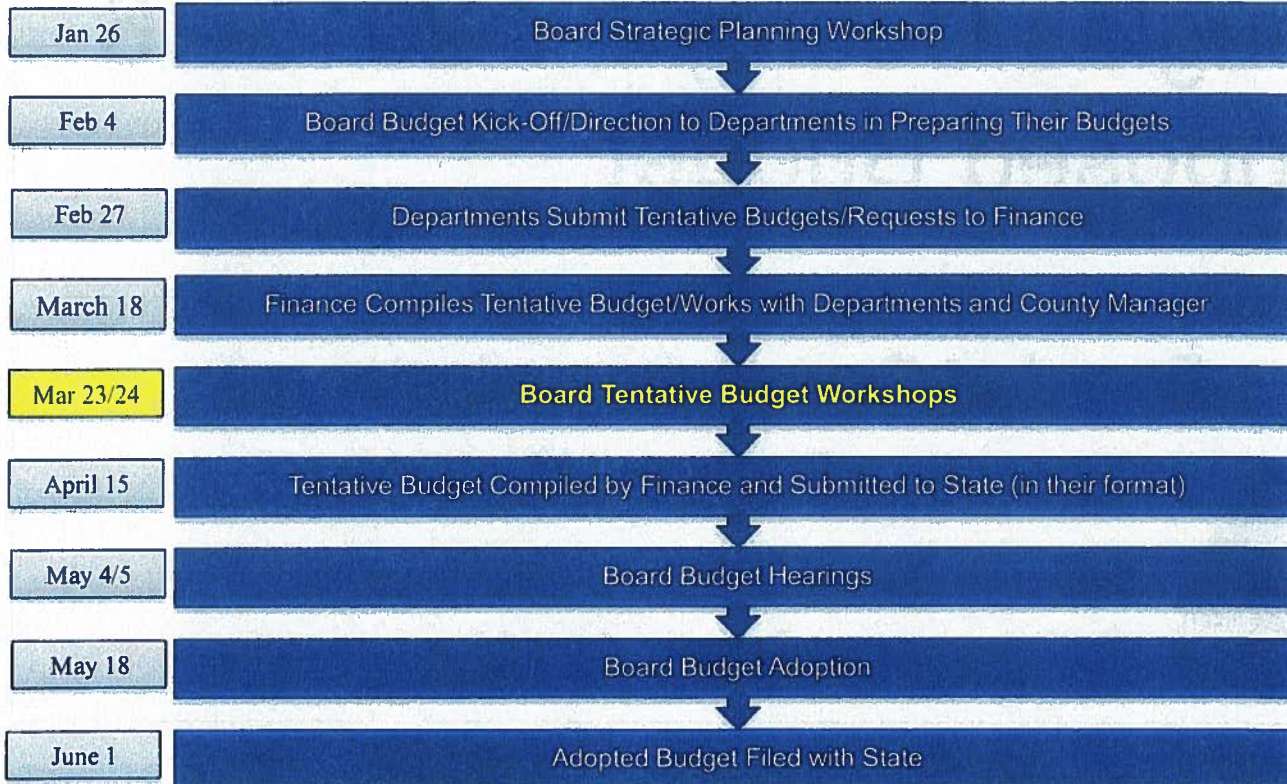 Jan 26
Board Strategic Planning Workshop
Feb 4
Board Budget Kick-Off/Direction to Departments in Preparing Their Budgets
Feb 27
Departments Submit Tentative Budgets/Requests to Finance
March 18
Finance Compiles Tentative Budget/Works with Departments and County Manager
Mar 23/24
Board Tentative Budget Workshops
April 15
Tentative Budget Compiled by Finance and Submitted to State (in their format)
May 4/5
Board Budget Hearings
May 18
Board Budget Adoption
June 1
Adopted Budget Filed with State